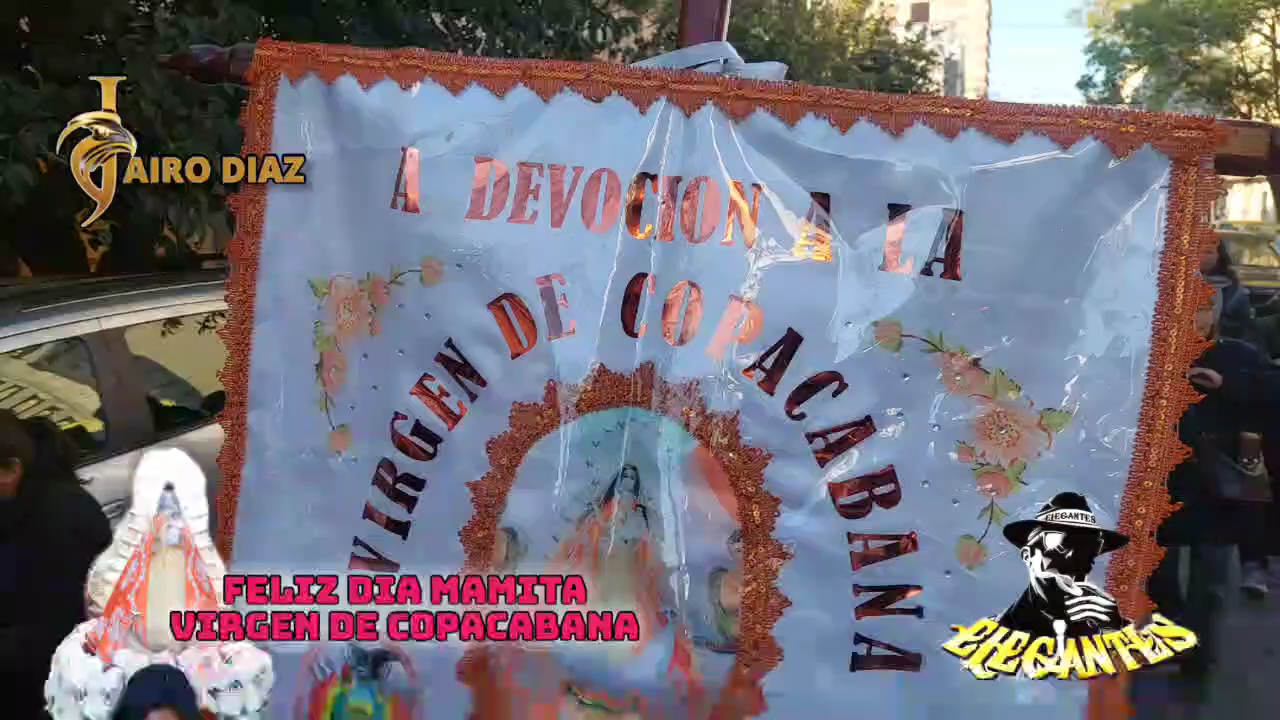 JAIRO DIAZ
A DEVOCION A LA
VIRGEN DE COPACABANA
FELIZ DIA MAMITA
VIRGEN DE COPACABANA
ELEGANTES
ELEGANTES